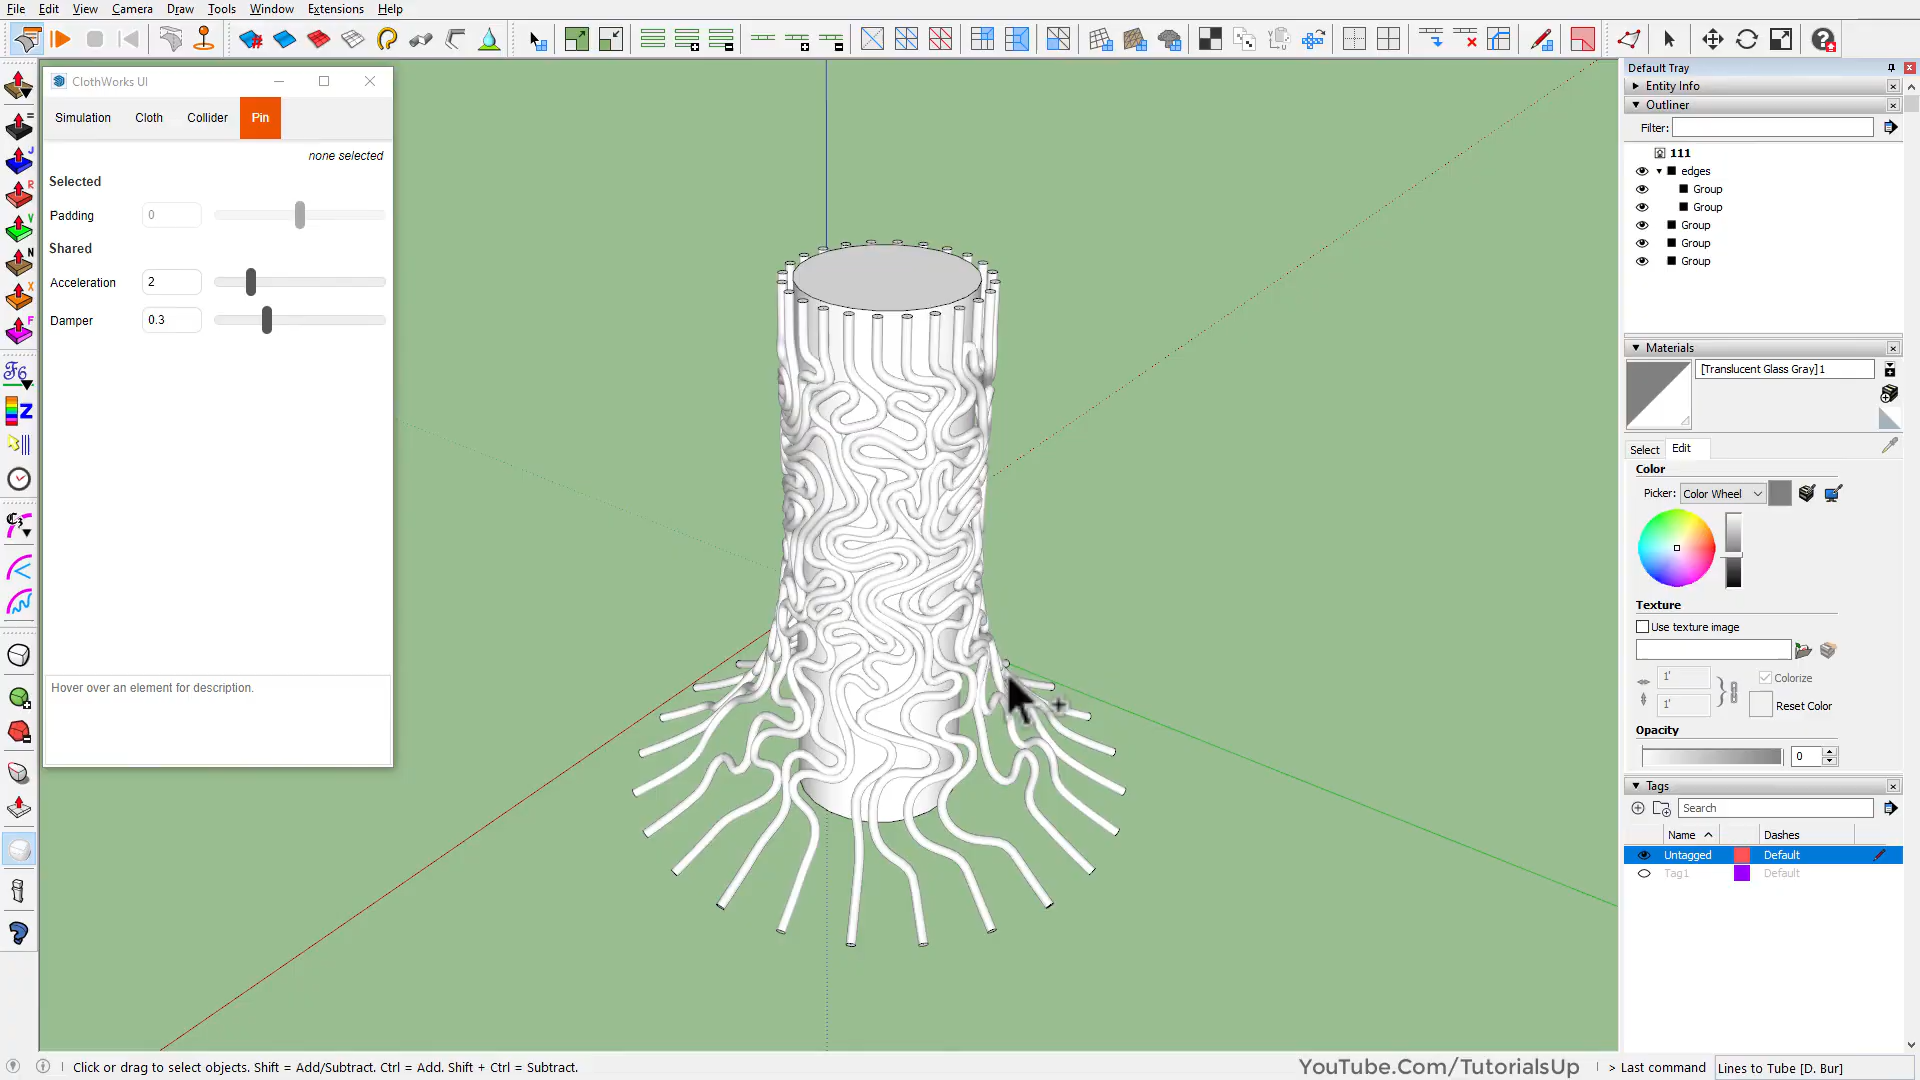 File Edit View Camera Draw Tools Window Extensions Help
ClothWorks UI
Simulation Cloth Collider Pin
none selected
Selected
Padding 0
Shared
Acceleration 2
Damper 0.3
Hover over an element for description.
Default Tray
Entity Info
Outliner
Filter:
111
edges
Group
Group
Group
Group
Group
Materials
[Translucent Glass Gray]1
Select Edit
Color
Picker: Color Wheel
Texture
Use texture image
1' Colorize
1' Reset Color
Opacity
0
Tags
Search
Name Dashes
Untagged Default
Tag1 Default
Click or drag to select objects. Shift = Add/Subtract. Ctrl = Add. Shift + Ctrl = Subtract.
YouTube.Com/TutorialsUp
> Last command Lines to Tube [D. Bur]